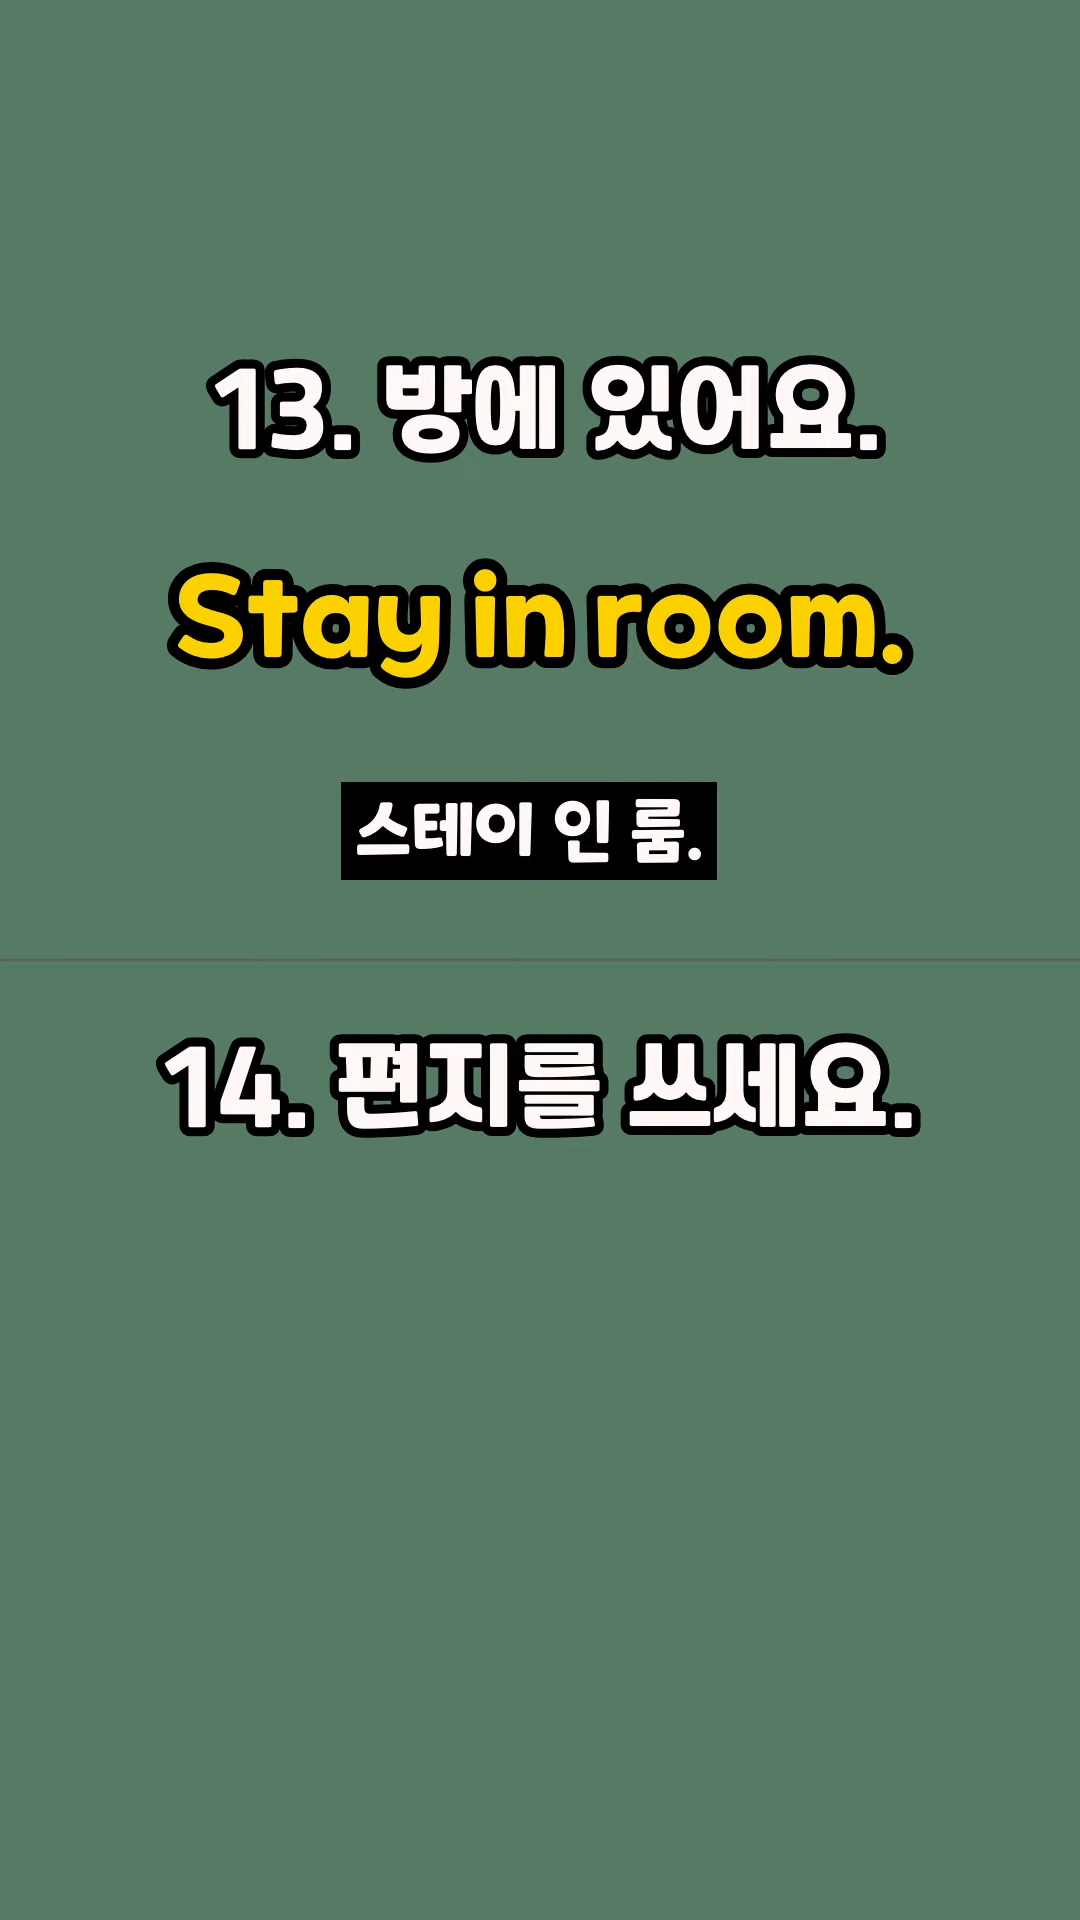 13. 방에 있어요.
Stay in room.
스테이 인 룸.
14. 편지를 쓰세요.